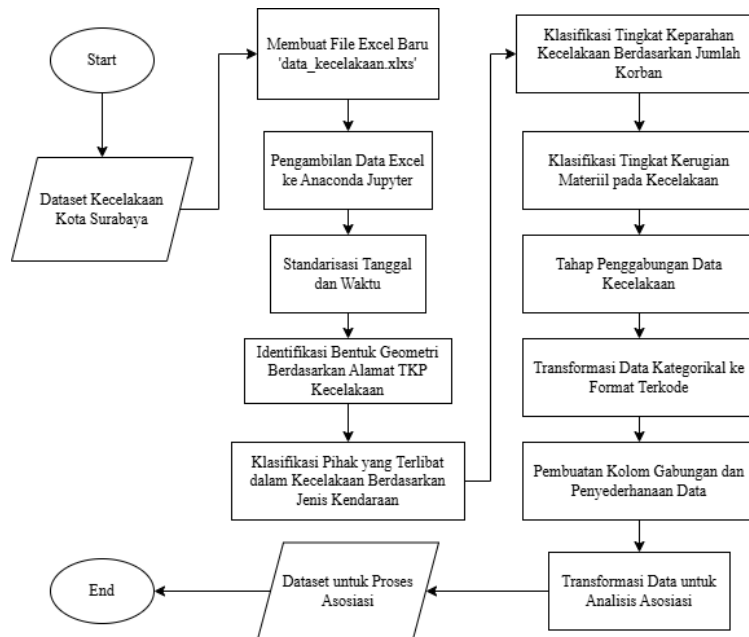 Start
Dataset Kecelakaan
Kota Surabaya
Membuat File Excel Baru
'data_kecelakaan.xlxs'
Pengambilan Data Excel
ke Anaconda Jupyter
Standarisasi Tanggal
dan Waktu
Identifikasi Bentuk Geometri
Berdasarkan Alamat TKP
Kecelakaan
Klasifikasi Pihak yang Terlibat
dalam Kecelakaan Berdasarkan
Jenis Kendaraan
Klasifikasi Tingkat Keparahan
Kecelakaan Berdasarkan Jumlah
Korban
Klasifikasi Tingkat Kerugian
Materiil pada Kecelakaan
Tahap Penggabungan Data
Kecelakaan
Transformasi Data Kategorikal ke
Format Terkode
Pembuatan Kolom Gabungan dan
Penyederhanaan Data
Transformasi Data untuk
Analisis Asosiasi
Dataset untuk Proses
Asosiasi
End